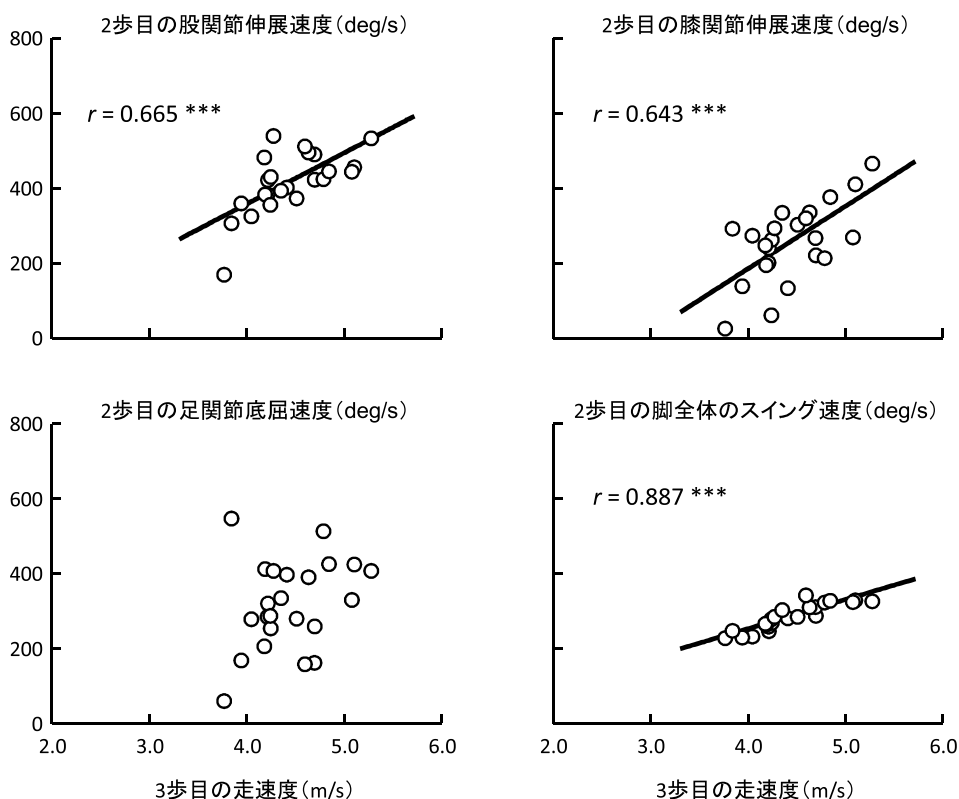 2歩目の股関節伸展速度(deg/s)
800
600
400
200
0
r = 0.665 ***
2歩目の膝関節伸展速度(deg/s)
r = 0.643 ***
2歩目の足関節底屈速度(deg/s)
800
600
400
200
0
2.0 3.0 4.0 5.0 6.0
3歩目の走速度(m/s)
2歩目の脚全体のスイング速度(deg/s)
r = 0.887 ***
2.0 3.0 4.0 5.0 6.0
3歩目の走速度(m/s)